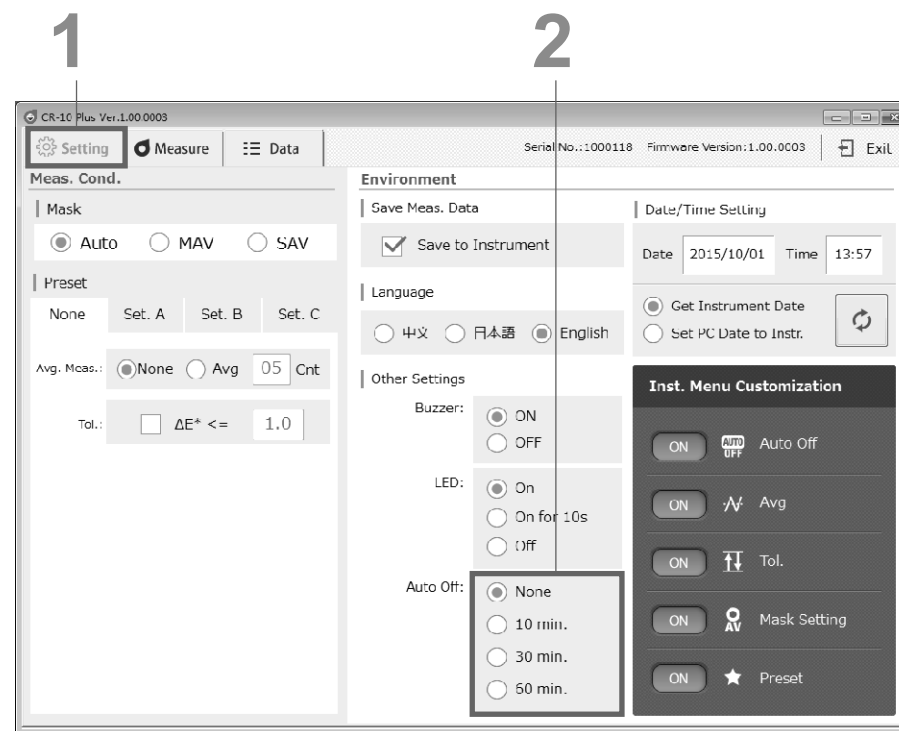 1 2
CR-10 Plus Ver.1.00.0003
Setting Measure Data Serial No.:1000118 Firmware Version:1.00.0003 Exit
Meas. Cond.
Mask
Auto MAV SAV
Preset
None Set. A Set. B Set. C
Avg. Meas.: None Avg 05 Cnt
Tol.: ΔE* <= 1.0
Environment
Save Meas. Data
Save to Instrument
Language
中文 日本語 English
Other Settings
Buzzer: ON
OFF
LED: On
On for 10s
Off
Auto Off: None
10 min.
30 min.
60 min.
Date/Time Setting
Date 2015/10/01 Time 13:57
Get Instrument Date
Set PC Date to Instr.
Inst. Menu Customization
ON AUTO OFF Auto Off
ON Avg
ON Tol.
ON AV Mask Setting
ON Preset